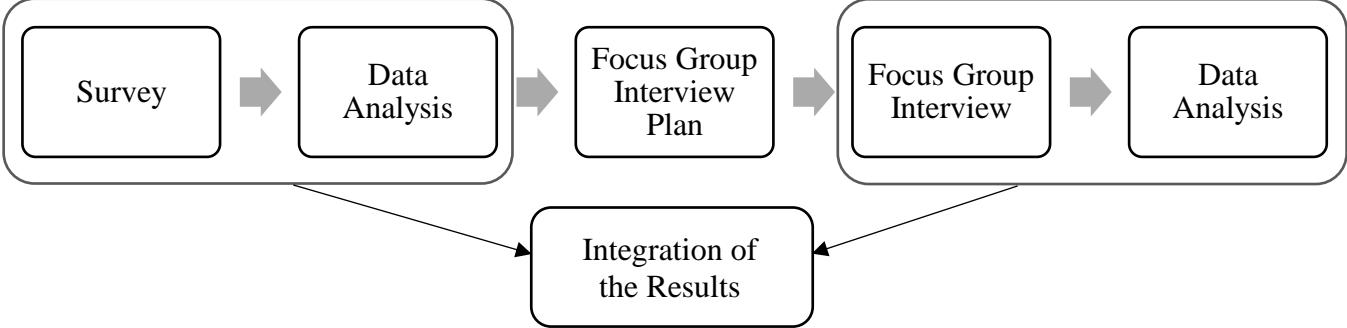 Survey
Data
Analysis
Focus Group
Interview
Plan
Focus Group
Interview
Data
Analysis
Integration of
the Results